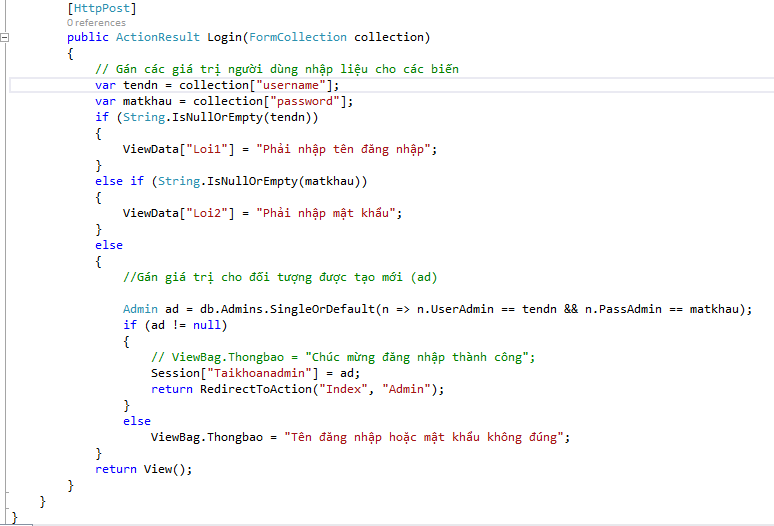 [HttpPost]
0 references
public ActionResult Login(FormCollection collection)
{
// Gán các giá trị người dùng nhập liệu cho các biến
var tendn = collection["username"];
var matkhau = collection["password"];
if (String.IsNullOrEmpty(tendn))
{
ViewData["Loi1"] = "Phải nhập tên đăng nhập";
}
else if (String.IsNullOrEmpty(matkhau))
{
ViewData["Loi2"] = "Phải nhập mật khẩu";
}
else
{
//Gán giá trị cho đối tượng được tạo mới (ad)
Admin ad = db.Admins.SingleOrDefault(n => n.UserAdmin == tendn && n.PassAdmin == matkhau);
if (ad != null)
{
// ViewBag.Thongbao = "Chúc mừng đăng nhập thành công";
Session["Taikhoanadmin"] = ad;
return RedirectToAction("Index", "Admin");
}
else
ViewBag.Thongbao = "Tên đăng nhập hoặc mật khẩu không đúng";
}
return View();
}
}
}